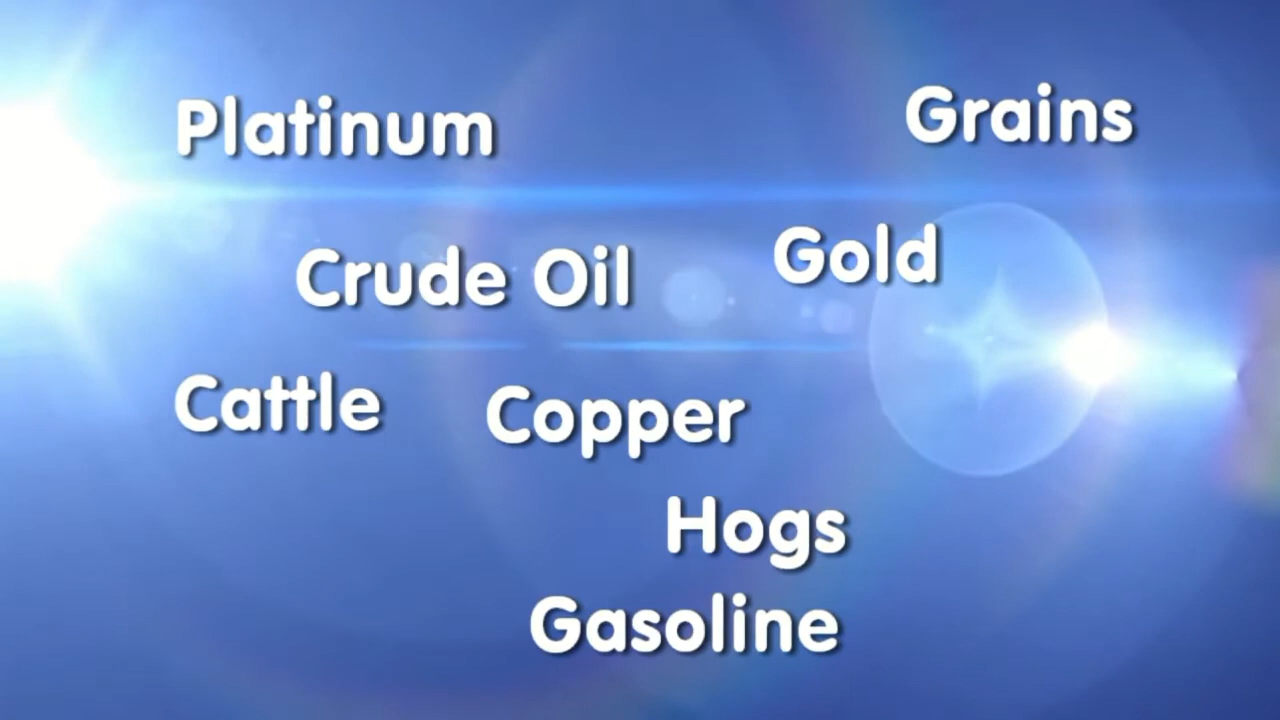 Platinum
Grains
Crude Oil
Gold
Cattle
Copper
Hogs
Gasoline